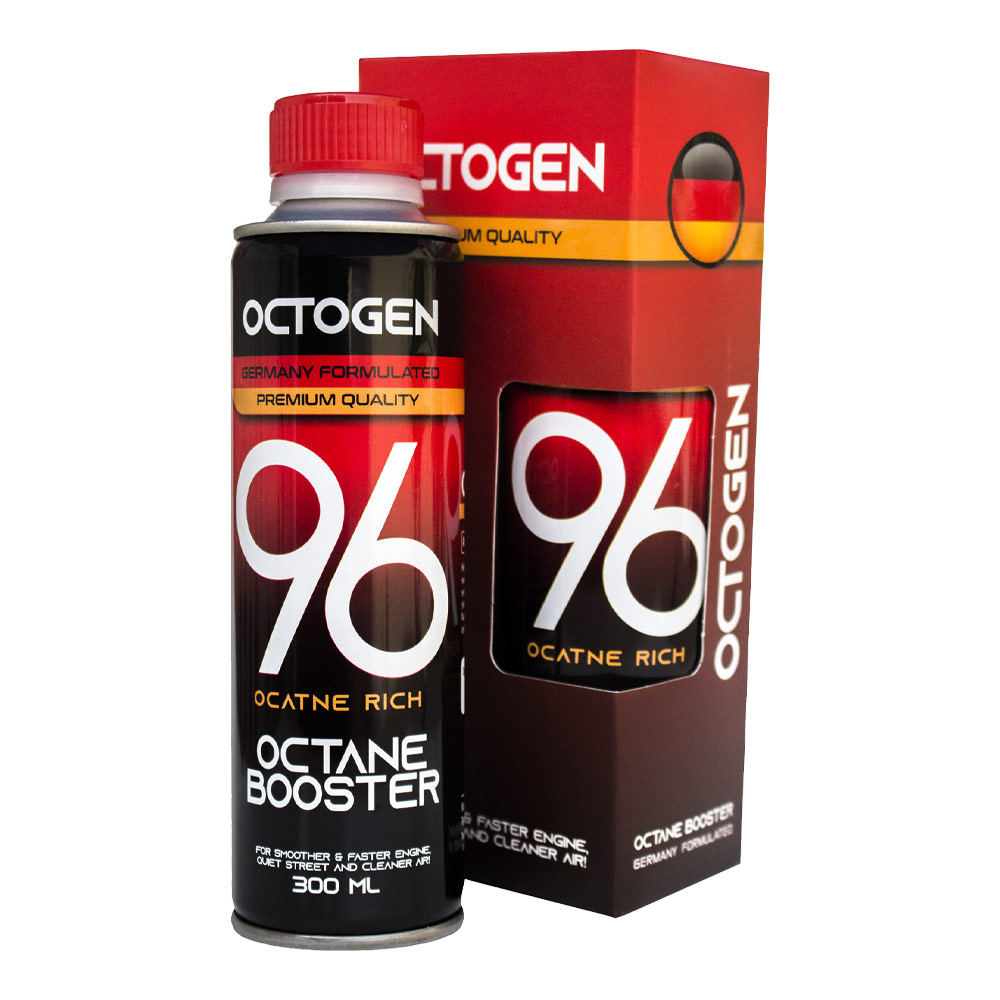 OCTOGEN
GERMANY FORMULATED
PREMIUM QUALITY
96
OCATNE RICH
OCTANE
BOOSTER
FOR SMOOTHER & FASTER ENGINE,
QUIET STREET AND CLEANER AIR!
300 ML
CTOGEN
UM QUALITY
96
OCATNE RICH
& FASTER ENGINE,
AND CLEANER AIR!
OCTOGEN
OCTANE BOOSTER
GERMANY FORMULATED